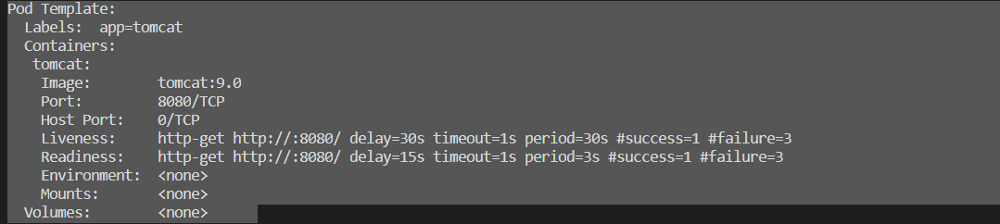 Pod Template:
  Labels:  app=tomcat
  Containers:
   tomcat:
    Image:        tomcat:9.0
    Port:         8080/TCP
    Host Port:    0/TCP
    Liveness:     http-get http://:8080/ delay=30s timeout=1s period=30s #success=1 #failure=3
    Readiness:    http-get http://:8080/ delay=15s timeout=1s period=3s #success=1 #failure=3
    Environment:  <none>
    Mounts:       <none>
  Volumes:        <none>